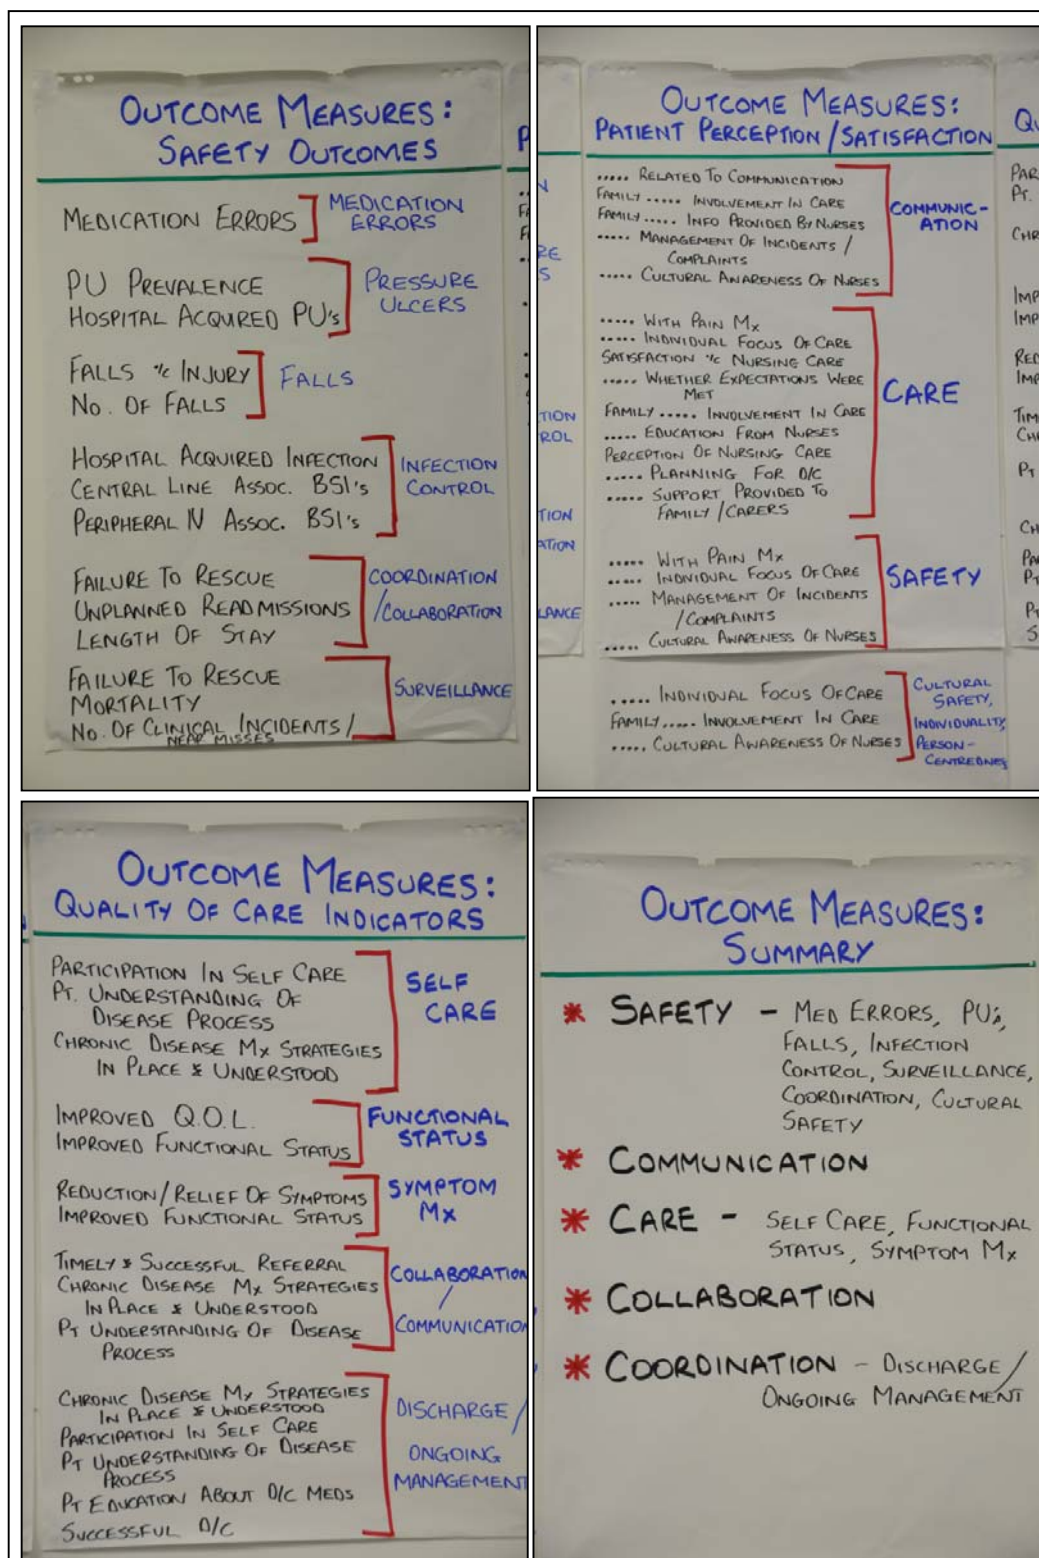 OUTCOME MEASURES:
SAFETY OUTCOMES
MEDICATION ERRORS
MEDICATION
ERRORS
PU PREVALENCE
HOSPITAL ACQUIRED PU's
PRESSURE
ULCERS
FALLS c̄ INJURY
NO. OF FALLS
FALLS
HOSPITAL ACQUIRED INFECTION
CENTRAL LINE ASSOC. BSI's
PERIPHERAL IV ASSOC. BSI's
INFECTION
CONTROL
FAILURE TO RESCUE
UNPLANNED READMISSIONS
LENGTH OF STAY
COORDINATION
/COLLABORATION
FAILURE TO RESCUE
MORTALITY
NO. OF CLINICAL INCIDENTS /
NEAR MISSES
SURVEILLANCE
OUTCOME MEASURES:
PATIENT PERCEPTION/SATISFACTION
..... RELATED TO COMMUNICATION
FAMILY ..... INVOLVEMENT IN CARE
FAMILY ..... INFO PROVIDED BY NURSES
..... MANAGEMENT OF INCIDENTS /
COMPLAINTS
..... CULTURAL AWARENESS OF NURSES
COMMUNIC-
ATION
..... WITH PAIN Mx
..... INDIVIDUAL FOCUS OF CARE
SATISFACTION c̄ NURSING CARE
..... WHETHER EXPECTATIONS WERE
MET
FAMILY ..... INVOLVEMENT IN CARE
..... EDUCATION FROM NURSES
PERCEPTION OF NURSING CARE
..... PLANNING FOR D/C
..... SUPPORT PROVIDED TO
FAMILY/CARERS
CARE
..... WITH PAIN Mx
..... INDIVIDUAL FOCUS OF CARE
..... MANAGEMENT OF INCIDENTS
/COMPLAINTS
..... CULTURAL AWARENESS OF NURSES
SAFETY
..... INDIVIDUAL FOCUS OF CARE
FAMILY ..... INVOLVEMENT IN CARE
..... CULTURAL AWARENESS OF NURSES
CULTURAL
SAFETY,
INDIVIDUALITY,
PERSON-
OUTCOME MEASURES:
QUALITY OF CARE INDICATORS
PARTICIPATION IN SELF CARE
PT. UNDERSTANDING OF
DISEASE PROCESS
CHRONIC DISEASE Mx STRATEGIES
IN PLACE & UNDERSTOOD
SELF
CARE
IMPROVED Q.O.L.
IMPROVED FUNCTIONAL STATUS
FUNCTIONAL
STATUS
REDUCTION/RELIEF OF SYMPTOMS
IMPROVED FUNCTIONAL STATUS
SYMPTOM
Mx
TIMELY & SUCCESSFUL REFERRAL
CHRONIC DISEASE Mx STRATEGIES
IN PLACE & UNDERSTOOD
PT UNDERSTANDING OF DISEASE
PROCESS
COLLABORATION
/
COMMUNICATION
CHRONIC DISEASE Mx STRATEGIES
IN PLACE & UNDERSTOOD
PARTICIPATION IN SELF CARE
PT UNDERSTANDING OF DISEASE
PROCESS
PT EDUCATION ABOUT D/C MEDS
SUCCESSFUL D/C
DISCHARGE /
ONGOING
MANAGEMENT
OUTCOME MEASURES:
SUMMARY
* SAFETY - MED ERRORS, PU's,
FALLS, INFECTION
CONTROL, SURVEILLANCE,
COORDINATION, CULTURAL
SAFETY
* COMMUNICATION
* CARE - SELF CARE, FUNCTIONAL
STATUS, SYMPTOM Mx
* COLLABORATION
* COORDINATION - DISCHARGE /
ONGOING MANAGEMENT